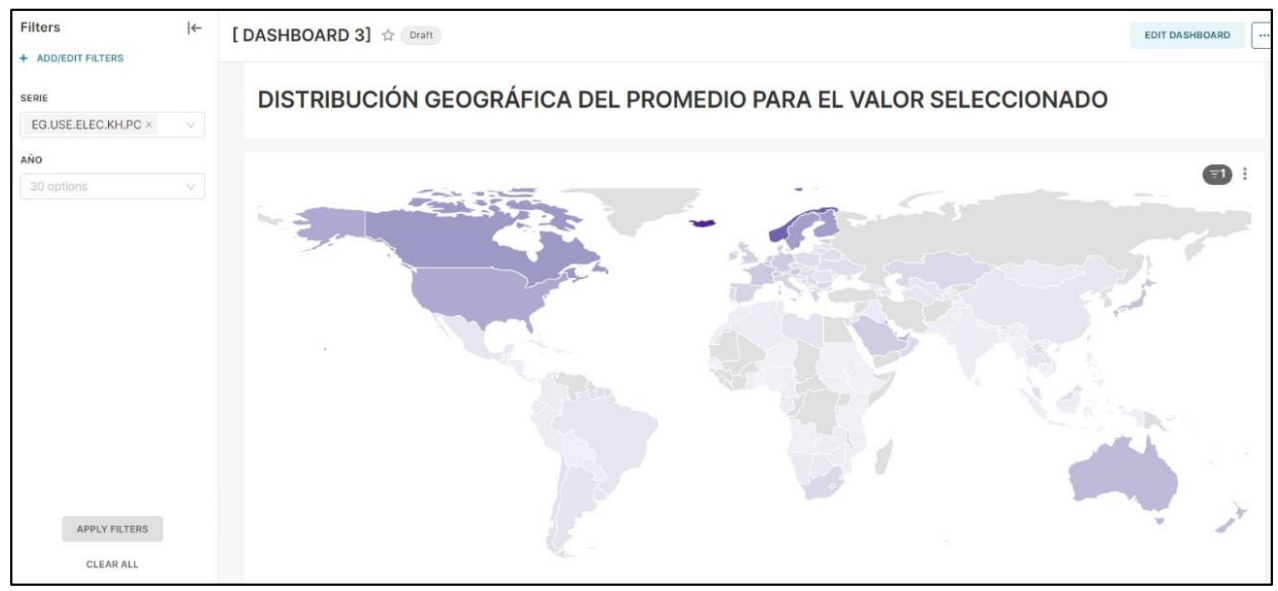 Filters
+ ADD/EDIT FILTERS
SERIE
EG.USE.ELEC.KH.PC ×
AÑO
30 options
APPLY FILTERS
CLEAR ALL
[ DASHBOARD 3] ☆ Draft
EDIT DASHBOARD ...
DISTRIBUCIÓN GEOGRÁFICA DEL PROMEDIO PARA EL VALOR SELECCIONADO
1